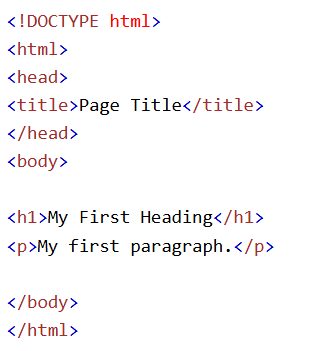 <!DOCTYPE html>
<html>
<head>
<title>Page Title</title>
</head>
<body>
<h1>My First Heading</h1>
<p>My first paragraph.</p>
</body>
</html>